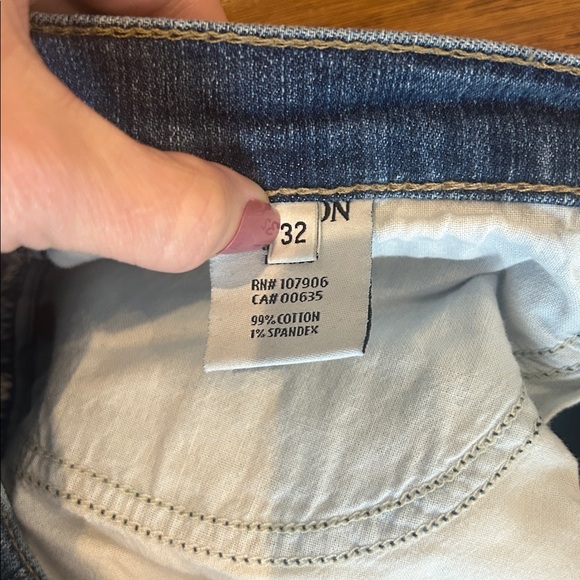 32
RN# 107906
CA# 00635
99% COTTON
1% SPANDEX